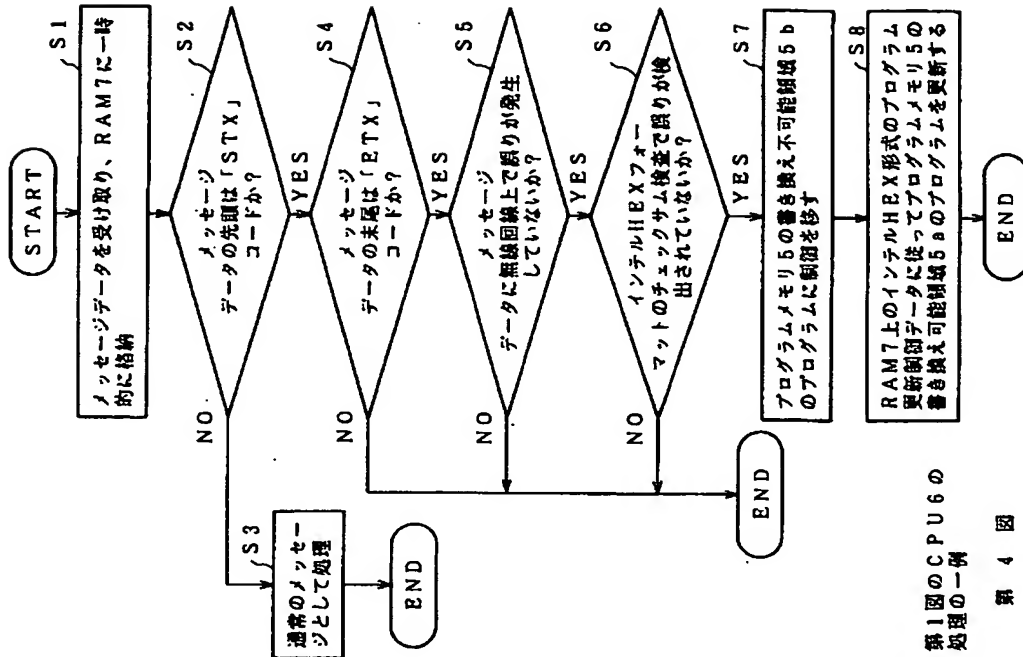 START
S1
メッセージデータを受け取り、RAM7に一時
的に格納
S2
メッセージ
データの先頭は「STX」
コードか?
NO
YES
S3
通常のメッセー
ジとして処理
END
S4
メッセージ
データの末尾は「ETX」
コードか?
NO
YES
S5
メッセージ
データに無線回線上で誤りが発生
していないか?
NO
YES
S6
インテルHEXフォー
マットのチェックサム検査で誤りが検
出されていないか?
NO
YES
END
S7
プログラムメモリ5の書き換え不可能領域5b
のプログラムに制御を移す
S8
RAM7上のインテルHEX形式のプログラム
更新制御データに従ってプログラムメモリ5の
書き換え可能領域5aのプログラムを更新する
END
第1図のCPU6の
処理の一例
第 4 図